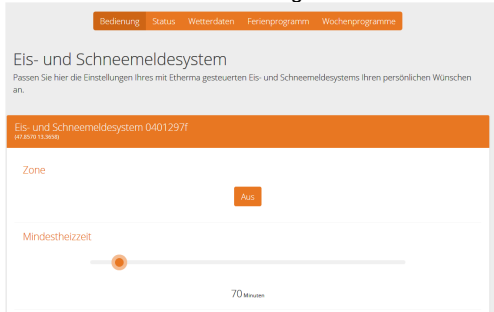 Bedienung Status Wetterdaten Ferienprogramm Wochenprogramme
Eis- und Schneemeldesystem
Passen Sie hier die Einstellungen Ihres mit Etherma gesteuerten Eis- und Schneemeldesystems Ihren persönlichen Wünschen
an.
Eis- und Schneemeldesystem 0401297f
(47.8570 13.3658)
Zone
Aus
Mindestheizzeit
70 Minuten